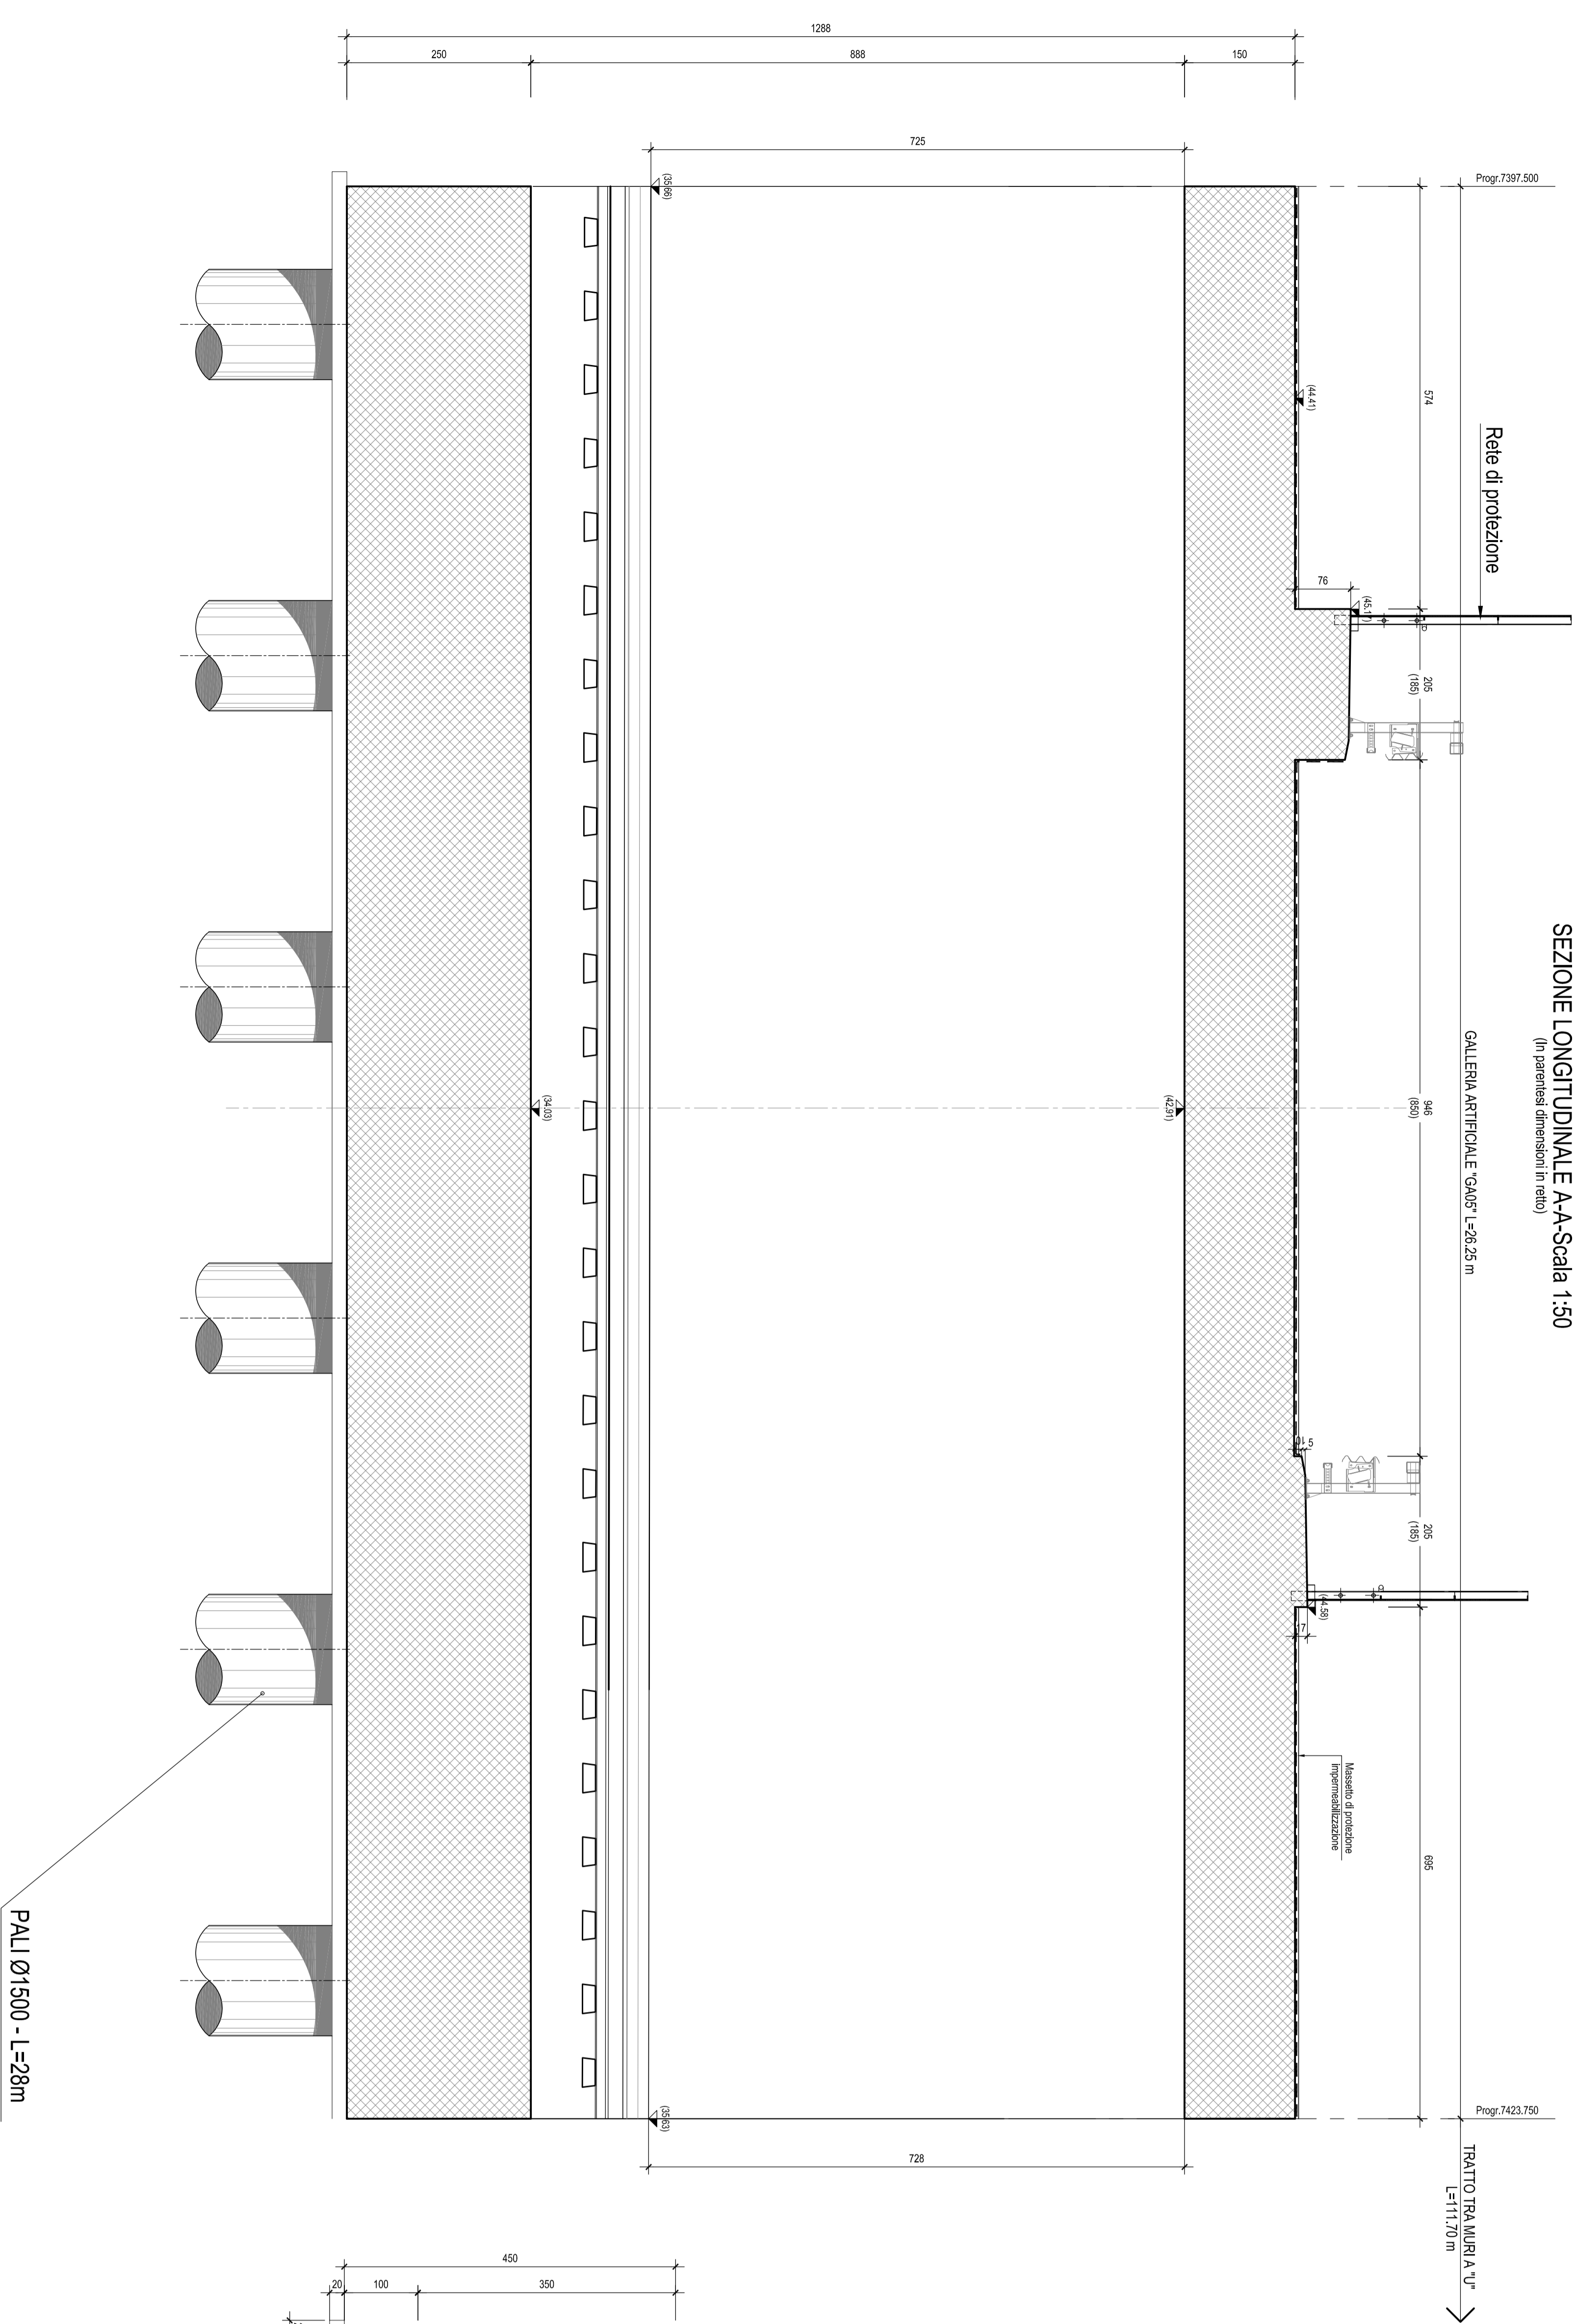 SEZIONE LONGITUDINALE A-A-Scala 1:50
(In parentesi dimensioni in retto)
GALLERIA ARTIFICIALE "GA05" L=26.25 m
TRATTO TRA MURI A "U"
L=111.70 m
Progr.7397.500
Progr.7423.750
Rete di protezione
574
205
(185)
946
(850)
205
(185)
695
76
(45.17)
(44.41)
10
5
(44.58)
17
Massetto di protezione
impermeabilizzazione
1288
150
888
250
725
728
(42.91)
(35.66)
(35.63)
(34.03)
PALI Ø1500 - L=28m
450
350
100
20